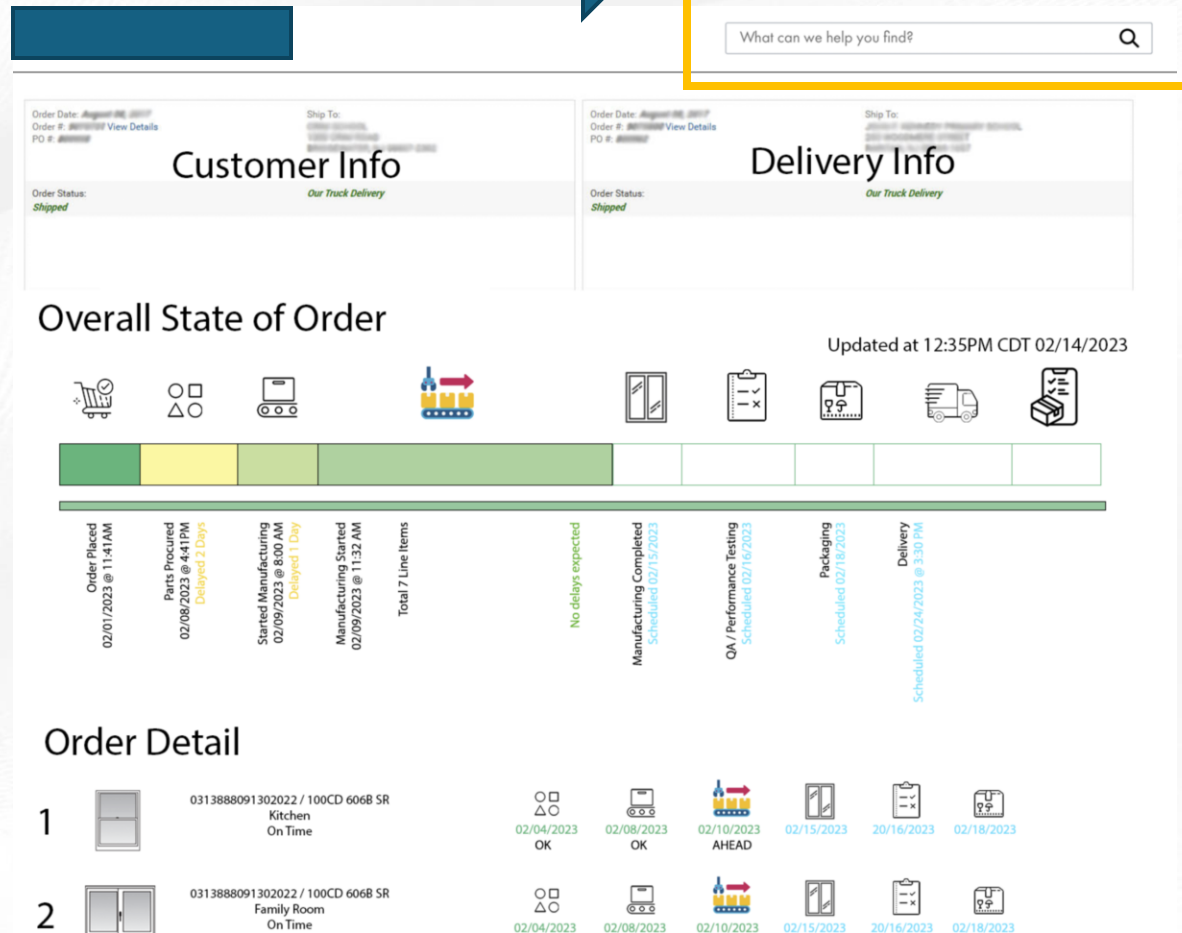 What can we help you find?
Order Date:
Order #: View Details
PO #:
Ship To:
Customer Info
Order Status:
Shipped
Our Truck Delivery
Order Date:
Order #: View Details
PO #:
Ship To:
Delivery Info
Order Status:
Shipped
Our Truck Delivery
Overall State of Order
Updated at 12:35PM CDT 02/14/2023
Order Placed
02/01/2023 @ 11:41AM
Parts Procured
02/08/2023 @ 4:41PM
Delayed 2 Days
Started Manufacturing
02/09/2023 @ 8:00 AM
Delayed 1 Day
Manufacturing Started
02/09/2023 @ 11:32 AM
Total 7 Line Items
No delays expected
Manufacturing Completed
Scheduled 02/15/2023
QA / Performance Testing
Scheduled 02/16/2023
Packaging
Scheduled 02/18/2023
Delivery
Scheduled 02/24/2023 @ 3:30 PM
Order Detail
1
0313888091302022 / 100CD 606B SR
Kitchen
On Time
02/04/2023 02/08/2023 02/10/2023 02/15/2023 20/16/2023 02/18/2023
OK OK AHEAD
2
0313888091302022 / 100CD 606B SR
Family Room
On Time
02/04/2023 02/08/2023 02/10/2023 02/15/2023 20/16/2023 02/18/2023